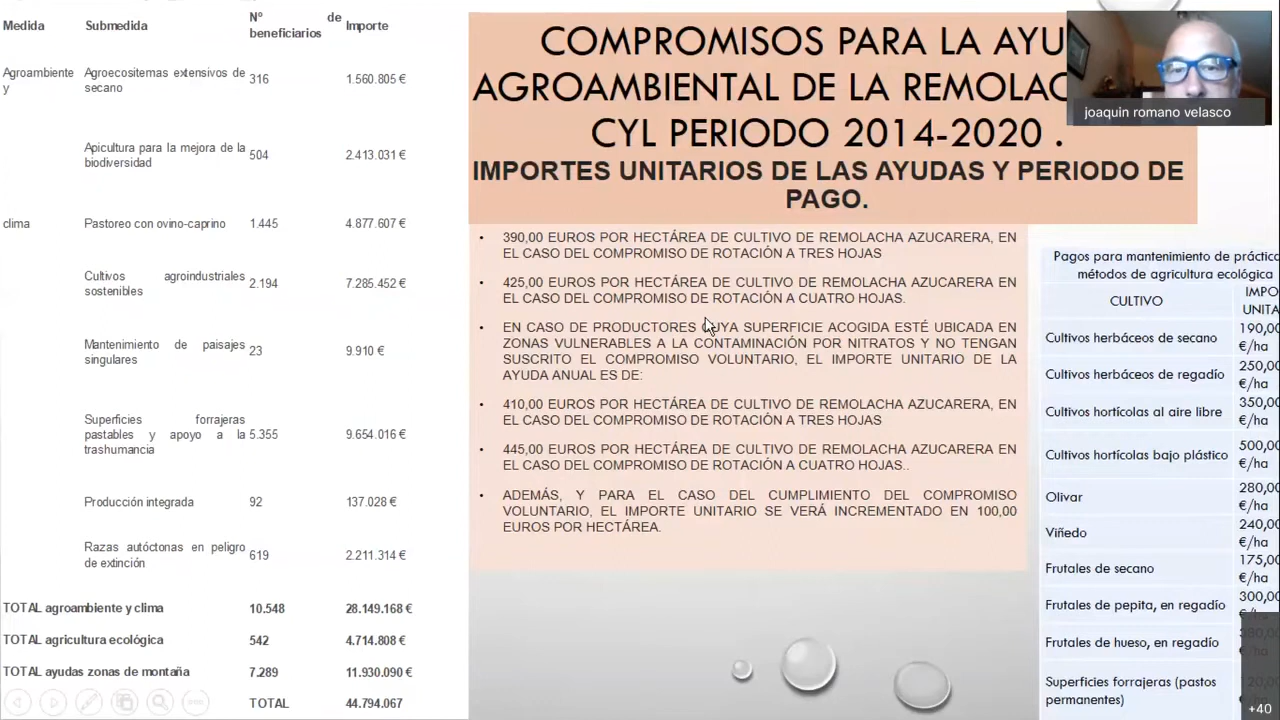 Medida Submedida Nº de beneficiarios Importe
Agroambiente y Agroecositemas extensivos de secano 316 1.560.805 €
Apicultura para la mejora de la biodiversidad 504 2.413.031 €
clima Pastoreo con ovino-caprino 1.445 4.877.607 €
Cultivos agroindustriales sostenibles 2.194 7.285.452 €
Mantenimiento de paisajes singulares 23 9.910 €
Superficies forrajeras pastables y apoyo a la trashumancia 5.355 9.654.016 €
Producción integrada 92 137.028 €
Razas autóctonas en peligro de extinción 619 2.211.314 €
TOTAL agroambiente y clima 10.548 28.149.168 €
TOTAL agricultura ecológica 542 4.714.808 €
TOTAL ayudas zonas de montaña 7.289 11.930.090 €
TOTAL 44.794.067
COMPROMISOS PARA LA AYU
AGROAMBIENTAL DE LA REMOLAC
CYL PERIODO 2014-2020 .
IMPORTES UNITARIOS DE LAS AYUDAS Y PERIODO DE
PAGO.
• 390,00 EUROS POR HECTÁREA DE CULTIVO DE REMOLACHA AZUCARERA, EN
EL CASO DEL COMPROMISO DE ROTACIÓN A TRES HOJAS
• 425,00 EUROS POR HECTÁREA DE CULTIVO DE REMOLACHA AZUCARERA EN
EL CASO DEL COMPROMISO DE ROTACIÓN A CUATRO HOJAS.
• EN CASO DE PRODUCTORES CUYA SUPERFICIE ACOGIDA ESTÉ UBICADA EN
ZONAS VULNERABLES A LA CONTAMINACIÓN POR NITRATOS Y NO TENGAN
SUSCRITO EL COMPROMISO VOLUNTARIO, EL IMPORTE UNITARIO DE LA
AYUDA ANUAL ES DE:
• 410,00 EUROS POR HECTÁREA DE CULTIVO DE REMOLACHA AZUCARERA, EN
EL CASO DEL COMPROMISO DE ROTACIÓN A TRES HOJAS
• 445,00 EUROS POR HECTÁREA DE CULTIVO DE REMOLACHA AZUCARERA EN
EL CASO DEL COMPROMISO DE ROTACIÓN A CUATRO HOJAS..
• ADEMÁS, Y PARA EL CASO DEL CUMPLIMIENTO DEL COMPROMISO
VOLUNTARIO, EL IMPORTE UNITARIO SE VERÁ INCREMENTADO EN 100,00
EUROS POR HECTÁREA.
joaquin romano velasco
Pagos para mantenimiento de práctica
métodos de agricultura ecológica
CULTIVO IMPO UNITA
Cultivos herbáceos de secano 190,00 €/ha
Cultivos herbáceos de regadío 250,00 €/ha
Cultivos hortícolas al aire libre 350,00 €/ha
Cultivos hortícolas bajo plástico 500,00 €/ha
Olivar 280,00 €/ha
Viñedo 240,00 €/ha
Frutales de secano 175,00 €/ha
Frutales de pepita, en regadío 300,00 €/ha
Frutales de hueso, en regadío 380,00 €/ha
Superficies forrajeras (pastos permanentes) 120,00 €/ha
+40